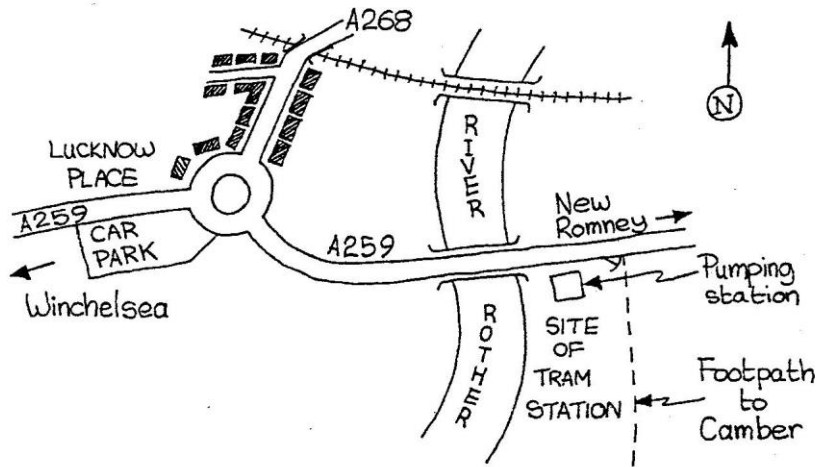 A268
N
LUCKNOW
PLACE
RIVER
New
Romney
A259
CAR
PARK
A259
Winchelsea
Pumping
station
ROTHER
SITE
OF
TRAM
STATION
Footpath
to
Camber